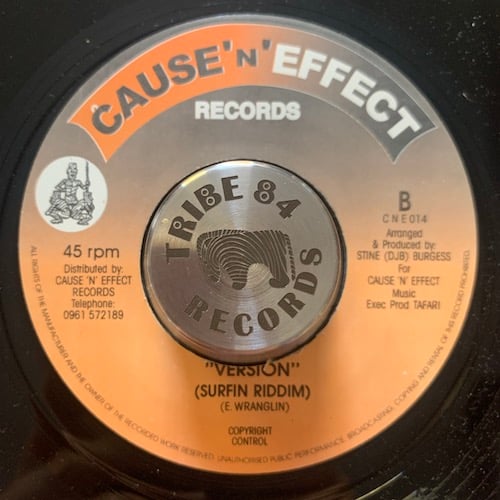 CAUSE 'N' EFFECT
RECORDS
TRIBE 84
RECORDS
B
CNE014
Arranged
& Produced by:
STINE (DJB) BURGESS
For
CAUSE 'N' EFFECT
Music
Exec Prod TAFARI
45 rpm
Distributed by:
CAUSE 'N' EFFECT
RECORDS
Telephone:
0961 572189
"VERSION"
(SURFIN RIDDIM)
(E. WRANGLIN)
COPYRIGHT
CONTROL
ALL RIGHTS OF THE MANUFACTURER AND THE OWNER OF THE RECORDED WORK RESERVED. UNAUTHORISED PUBLIC PERFORMANCE, BROADCASTING, COPYING AND RENTAL OF THIS RECORD PROHIBITED.